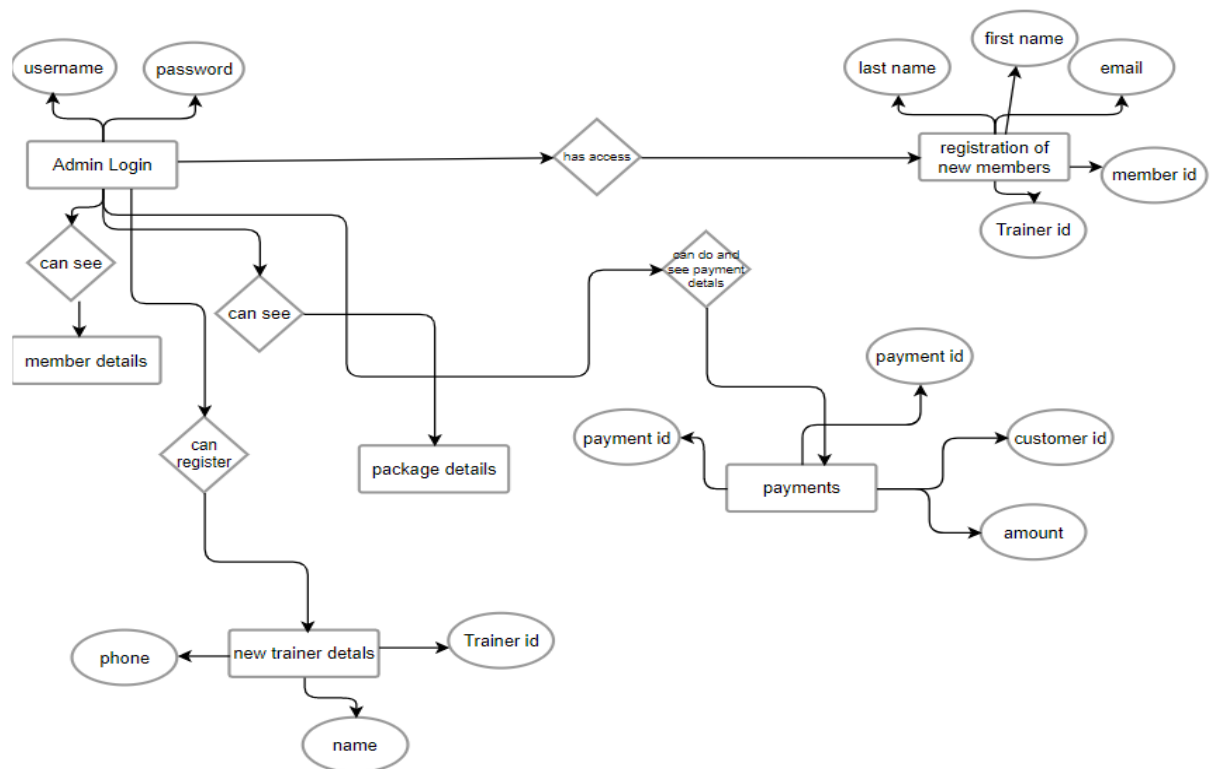 first name
username
password
last name
email
Admin Login
has access
registration of
new members
member id
Trainer id
can see
can do and
see payment
detals
can see
member details
payment id
can
register
package details
payment id
customer id
payments
amount
phone
new trainer detals
Trainer id
name